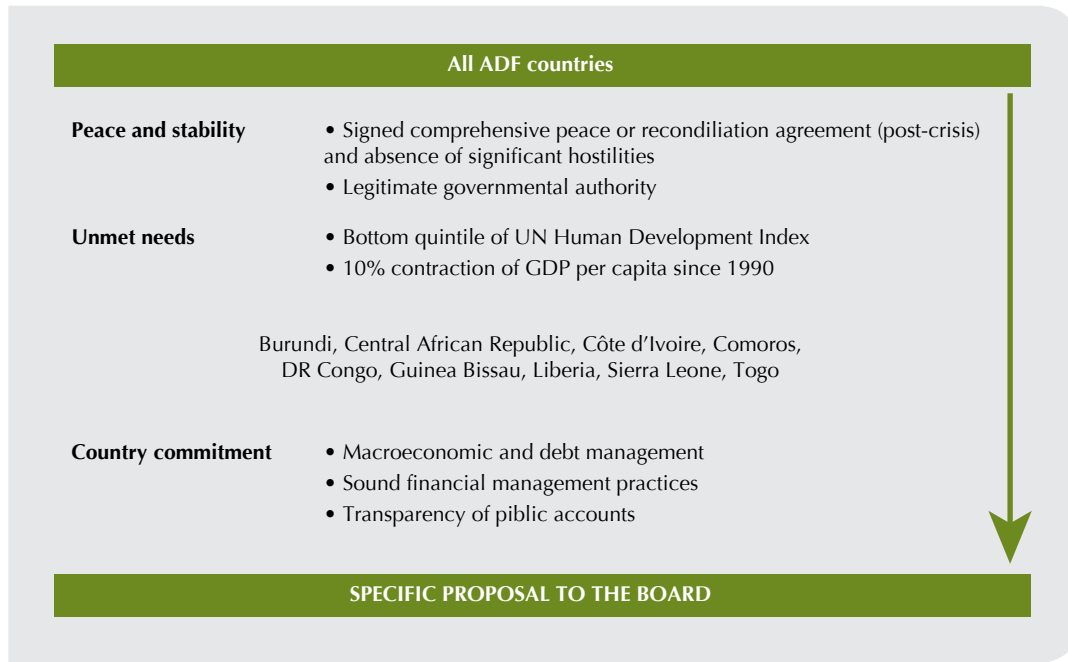 All ADF countries
Peace and stability
• Signed comprehensive peace or recondiliation agreement (post-crisis)
and absence of significant hostilities
• Legitimate governmental authority
Unmet needs
• Bottom quintile of UN Human Development Index
• 10% contraction of GDP per capita since 1990
Burundi, Central African Republic, Côte d’Ivoire, Comoros,
DR Congo, Guinea Bissau, Liberia, Sierra Leone, Togo
Country commitment
• Macroeconomic and debt management
• Sound financial management practices
• Transparency of piblic accounts
SPECIFIC PROPOSAL TO THE BOARD